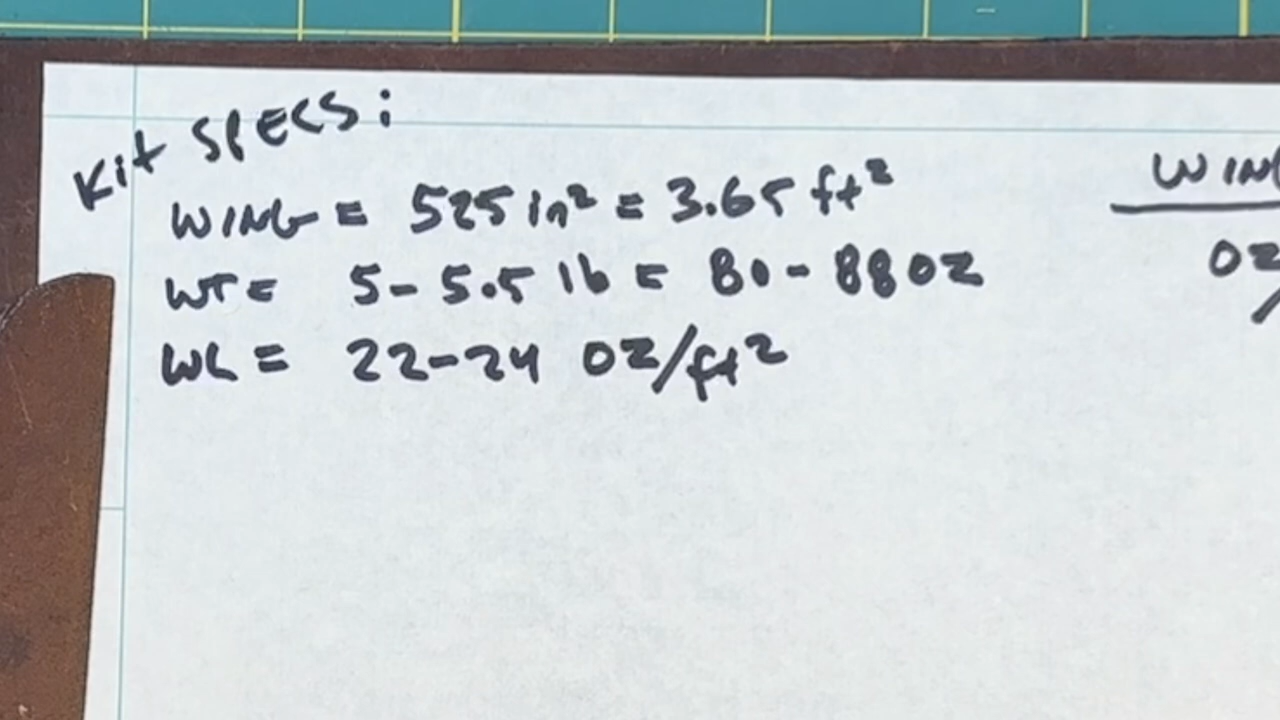 Kit SPECS:
WING = 525 in² = 3.65 ft²
WT = 5 - 5.5 lb = 80 - 88 OZ
WL = 22-24 OZ/ft²